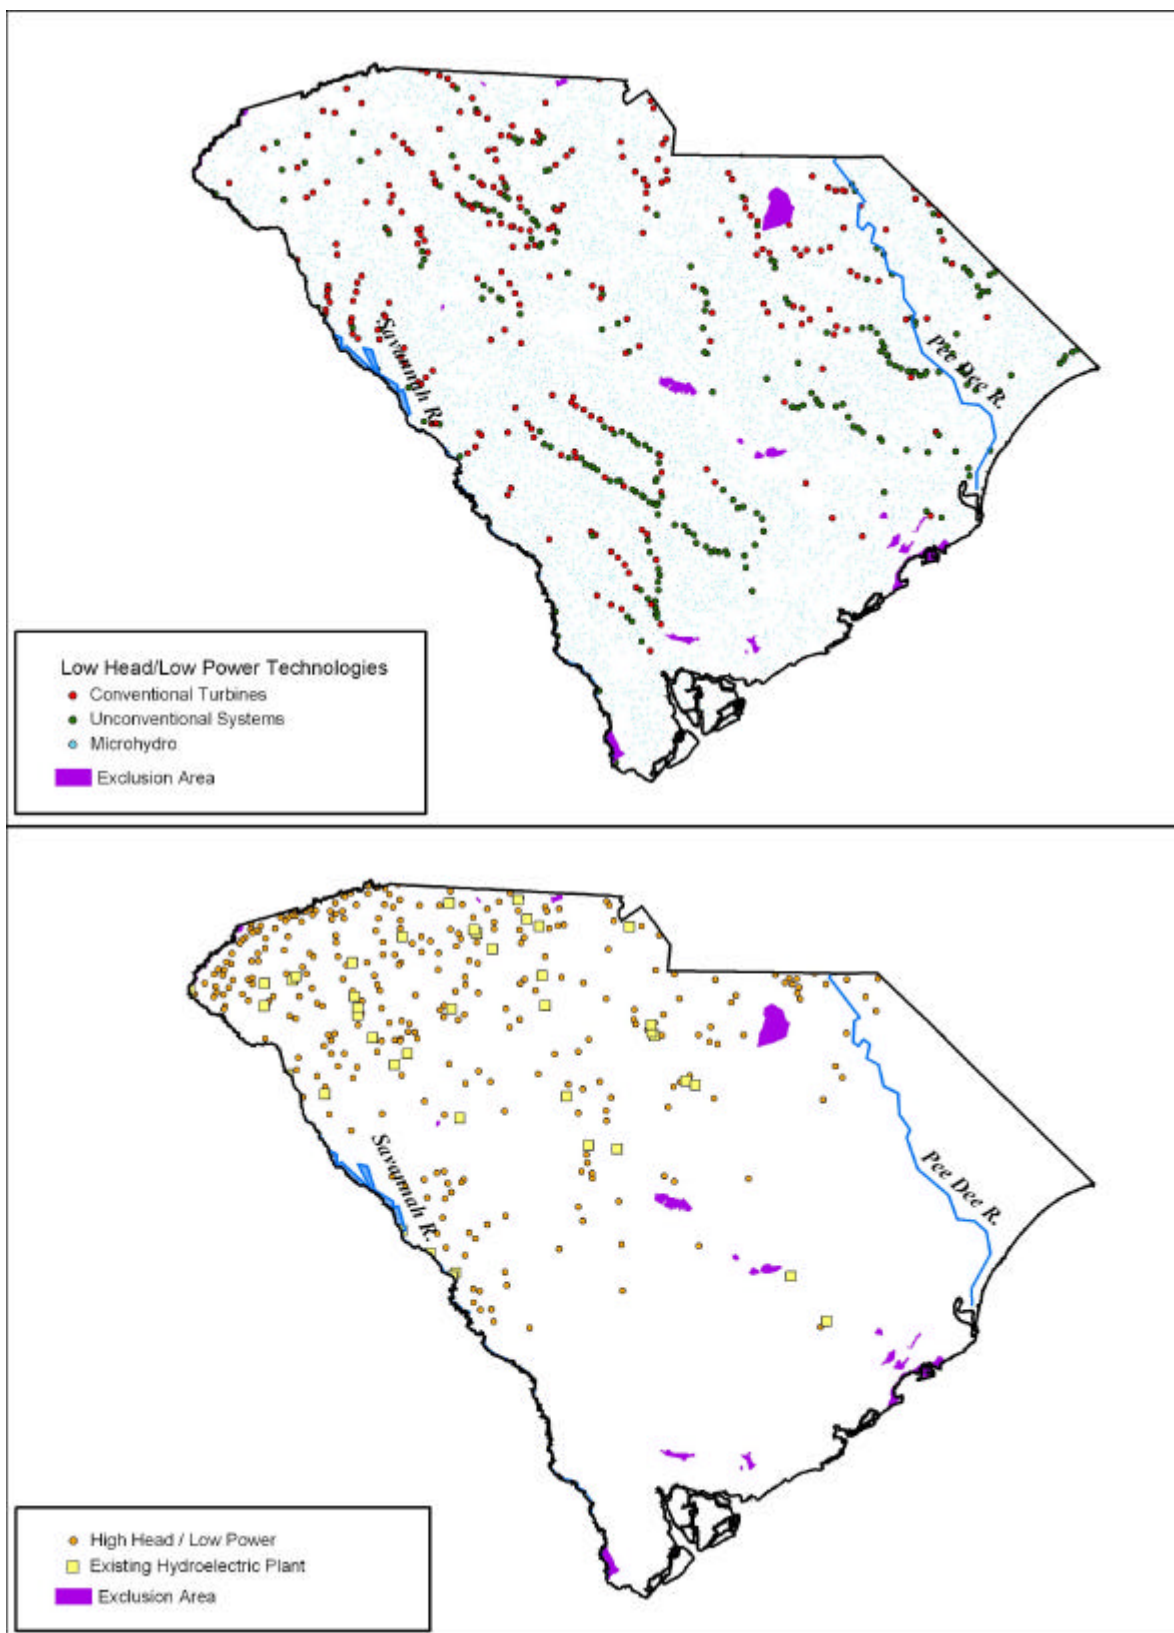 Savannah R.
Pee Dee R.
Low Head/Low Power Technologies
Conventional Turbines
Unconventional Systems
Microhydro
Exclusion Area
Savannah R.
Pee Dee R.
High Head / Low Power
Existing Hydroelectric Plant
Exclusion Area